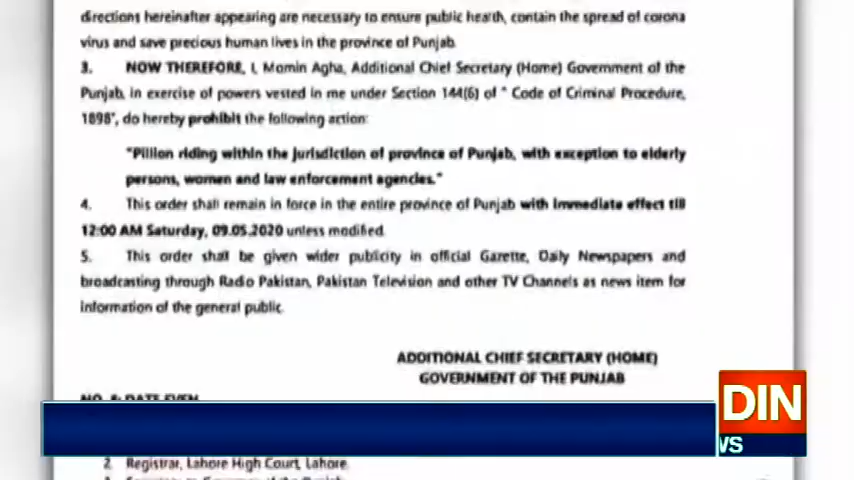 directions hereinafter appearing are necessary to ensure public health, contain the spread of corona
virus and save precious human lives in the province of Punjab.
3. NOW THEREFORE, I, Momin Agha, Additional Chief Secretary (Home) Government of the
Punjab, in exercise of powers vested in me under Section 144(6) of " Code of Criminal Procedure,
1898", do hereby prohibit the following action:
"Pillion riding within the jurisdiction of province of Punjab, with exception to elderly
persons, women and law enforcement agencies."
4. This order shall remain in force in the entire province of Punjab with immediate effect till
12:00 AM Saturday, 09.05.2020 unless modified.
5. This order shall be given wider publicity in official Gazette, Daily Newspapers and
broadcasting through Radio Pakistan, Pakistan Television and other TV Channels as news item for
information of the general public.
ADDITIONAL CHIEF SECRETARY (HOME)
GOVERNMENT OF THE PUNJAB
NO. & DATE EVEN
DIN
WS
2. Registrar, Lahore High Court, Lahore.